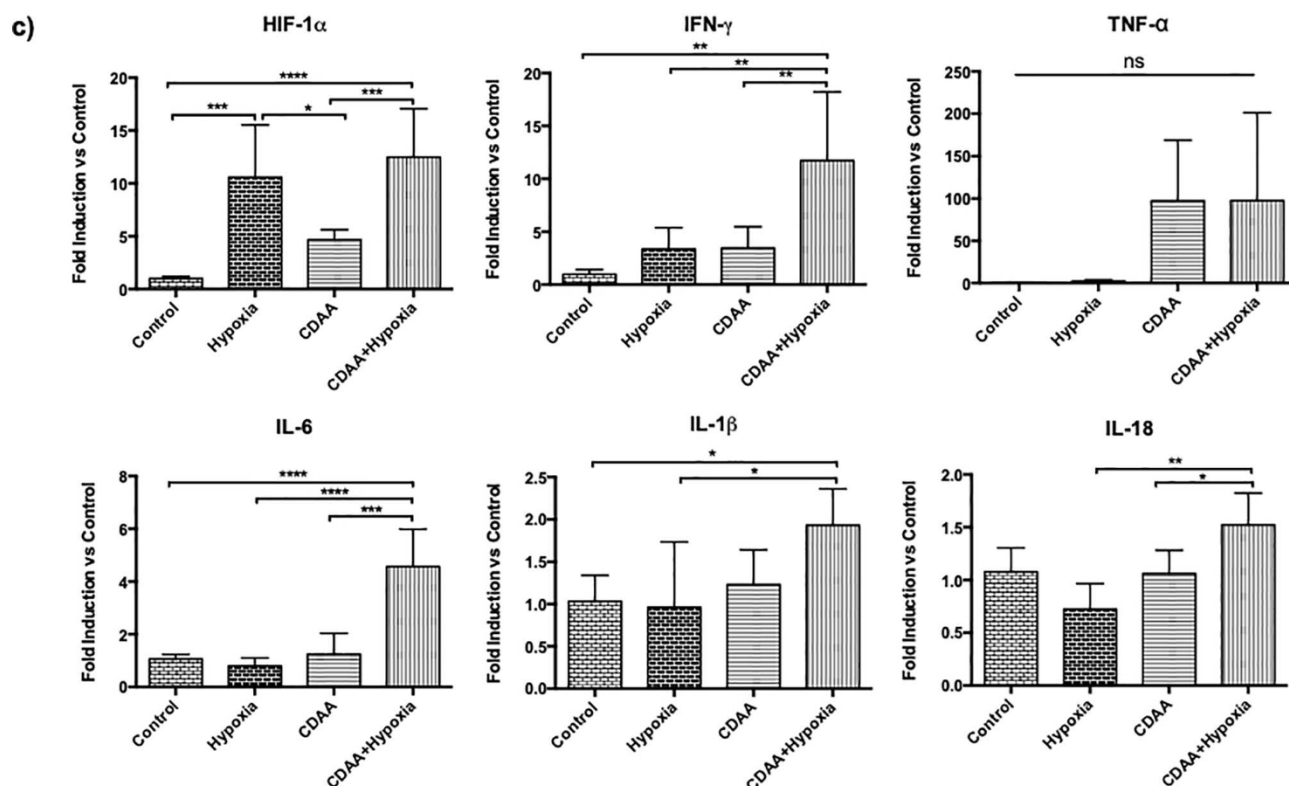 c)
HIF-1α
Fold Induction vs Control
20
15
10
5
0
****
***
*
***
Control
Hypoxia
CDAA
CDAA+Hypoxia
IFN-γ
Fold Induction vs Control
20
15
10
5
0
**
**
**
Control
Hypoxia
CDAA
CDAA+Hypoxia
TNF-α
Fold Induction vs Control
250
200
150
100
50
0
ns
Control
Hypoxia
CDAA
CDAA+Hypoxia
IL-6
Fold Induction vs Control
8
6
4
2
0
****
****
***
Control
Hypoxia
CDAA
CDAA+Hypoxia
IL-1β
Fold Induction vs Control
2.5
2.0
1.5
1.0
0.5
0.0
*
*
Control
Hypoxia
CDAA
CDAA+Hypoxia
IL-18
Fold Induction vs Control
2.0
1.5
1.0
0.5
0.0
**
*
Control
Hypoxia
CDAA
CDAA+Hypoxia